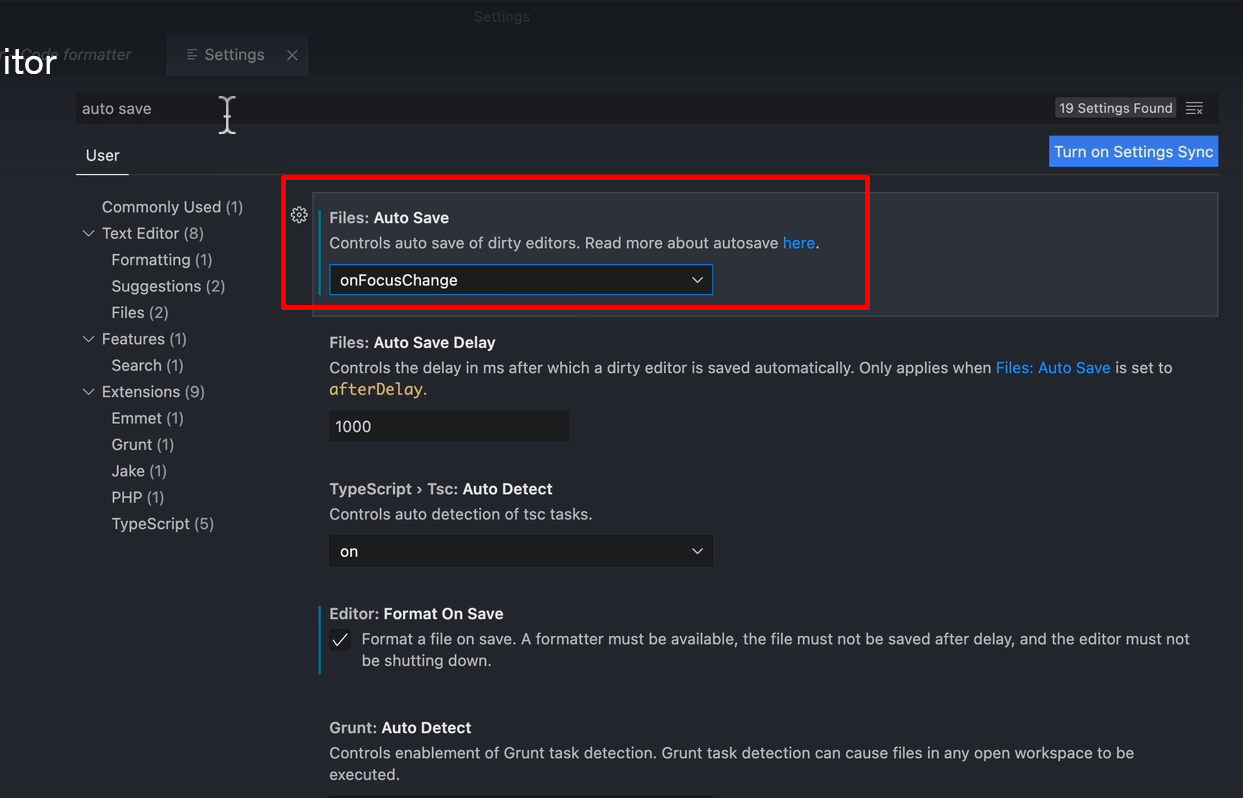 Settings
Code formatter
Settings
itor
auto save
19 Settings Found
User
Turn on Settings Sync
Commonly Used (1)
Text Editor (8)
Formatting (1)
Suggestions (2)
Files (2)
Features (1)
Search (1)
Extensions (9)
Emmet (1)
Grunt (1)
Jake (1)
PHP (1)
TypeScript (5)
Files: Auto Save
Controls auto save of dirty editors. Read more about autosave here.
onFocusChange
Files: Auto Save Delay
Controls the delay in ms after which a dirty editor is saved automatically. Only applies when Files: Auto Save is set to
afterDelay.
1000
TypeScript › Tsc: Auto Detect
Controls auto detection of tsc tasks.
on
Editor: Format On Save
Format a file on save. A formatter must be available, the file must not be saved after delay, and the editor must not
be shutting down.
Grunt: Auto Detect
Controls enablement of Grunt task detection. Grunt task detection can cause files in any open workspace to be
executed.